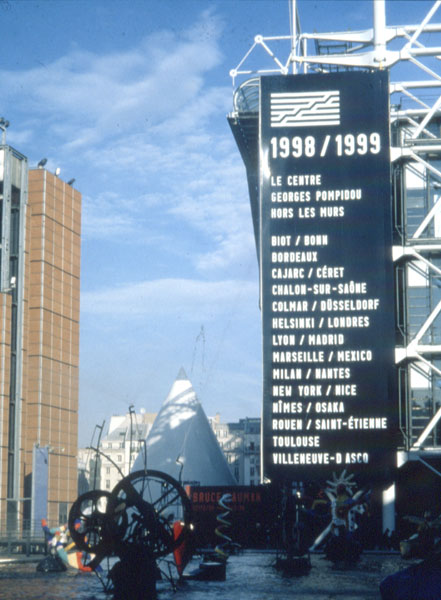 1998 / 1999
LE CENTRE
GEORGES POMPIDOU
HORS LES MURS
BIOT / BONN
BORDEAUX
CAJARC / CÉRET
CHALON-SUR-SAÔNE
COLMAR / DÜSSELDORF
HELSINKI / LONDRES
LYON / MADRID
MARSEILLE / MEXICO
MILAN / NANTES
NEW YORK / NICE
NÎMES / OSAKA
ROUEN / SAINT-ÉTIENNE
TOULOUSE
VILLENEUVE-D ASCQ
BRUCE NAUMAN